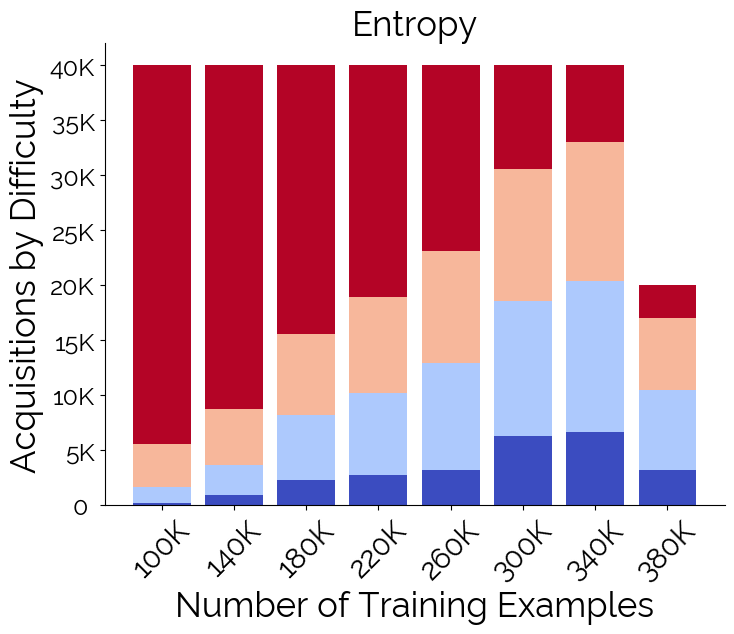 Entropy
Acquisitions by Difficulty
40K
35K
30K
25K
20K
15K
10K
5K
0
100K
140K
180K
220K
260K
300K
340K
380K
Number of Training Examples